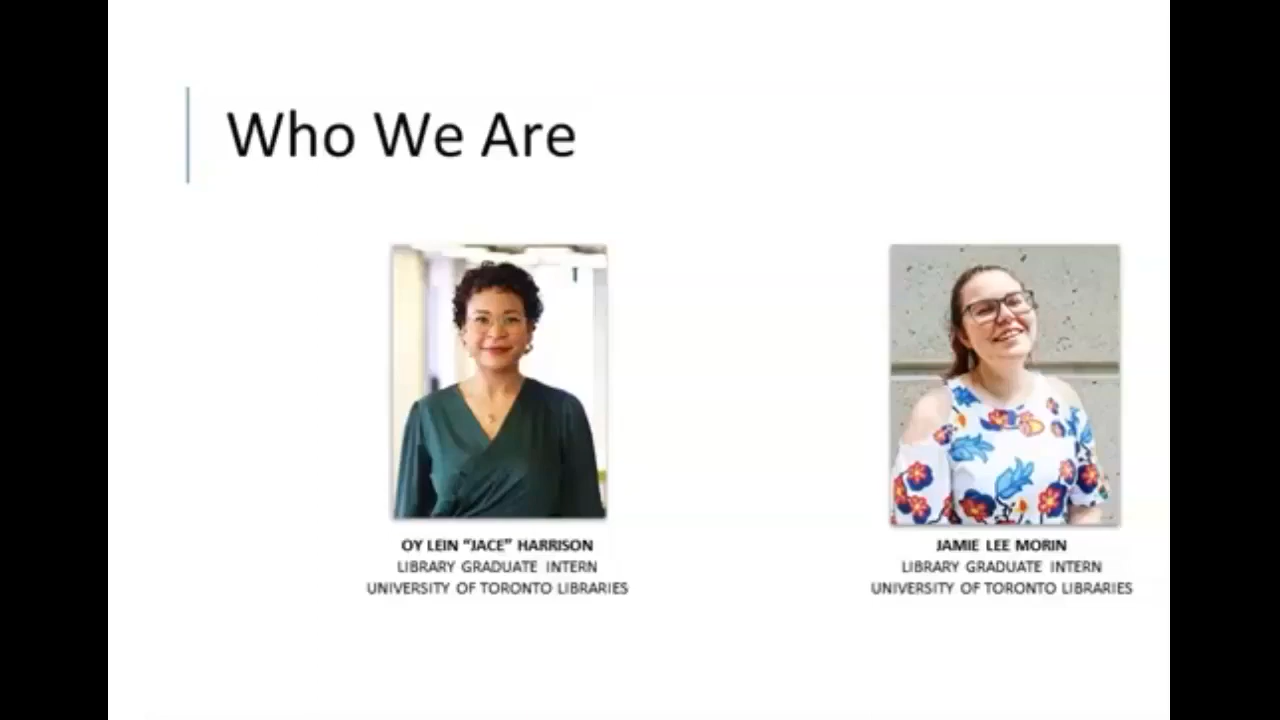 Who We Are
OY LEIN “JACE” HARRISON
LIBRARY GRADUATE INTERN
UNIVERSITY OF TORONTO LIBRARIES
JAMIE LEE MORIN
LIBRARY GRADUATE INTERN
UNIVERSITY OF TORONTO LIBRARIES